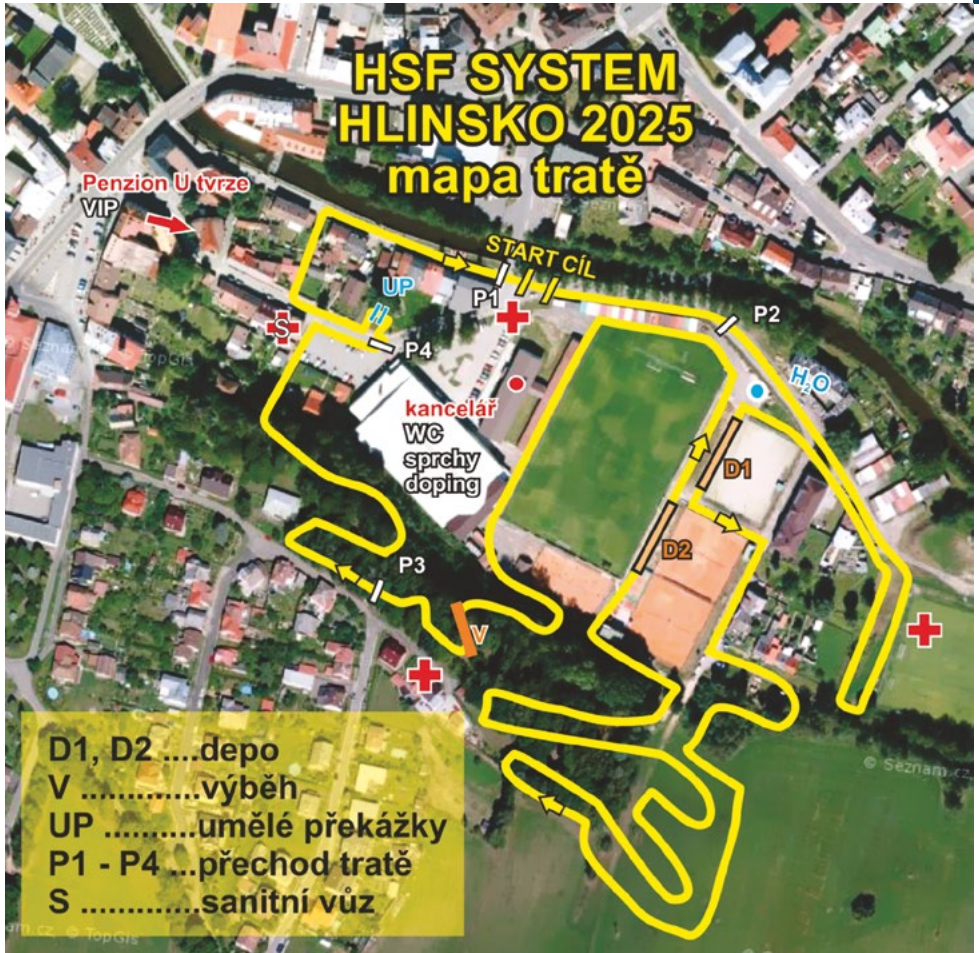 HSF SYSTEM
HLINSKO 2025
mapa tratě
Penzion U tvrze
VIP
START CÍL
UP
P1
P2
S
P4
H₂O
kancelář
WC
sprchy
doping
D1
D2
P3
V
D1, D2 ....depo
V ............výběh
UP ..........umělé překážky
P1 - P4 ...přechod tratě
S .............sanitní vůz
© Seznam.cz
© TopGis